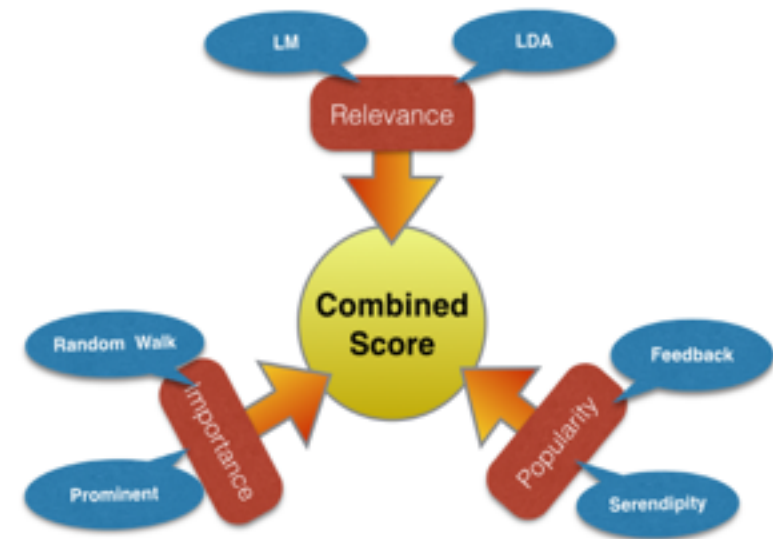 LM
LDA
Relevance
Combined
Score
Random Walk
Importance
Prominent
Feedback
Popularity
Serendipity